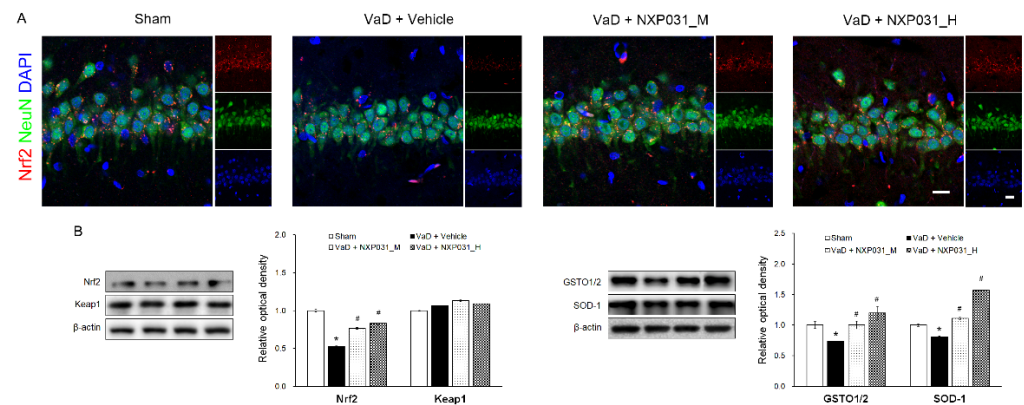 A
Sham
VaD + Vehicle
VaD + NXP031_M
VaD + NXP031_H
Nrf2 NeuN DAPI
B
Nrf2
Keap1
β-actin
Relative optical density
2.0
1.5
1.0
0.5
0.0
Sham
VaD + Vehicle
VaD + NXP031_M
VaD + NXP031_H
*
#
#
Nrf2
Keap1
GSTO1/2
SOD-1
β-actin
Relative optical density
2.5
2.0
1.5
1.0
0.5
0.0
Sham
VaD + Vehicle
VaD + NXP031_M
VaD + NXP031_H
*
#
#
*
#
#
GSTO1/2
SOD-1